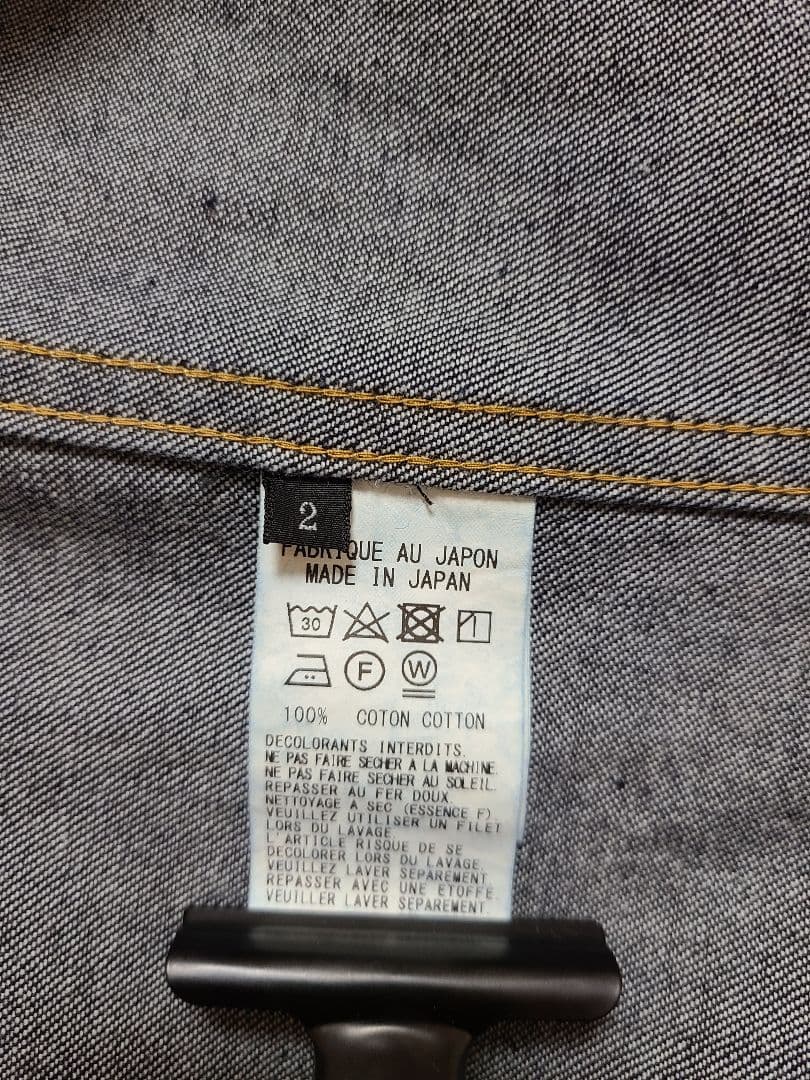 2
FABRIQUE AU JAPON
MADE IN JAPAN
30
F W
100% COTON COTTON
DECOLORANTS INTERDITS.
NE PAS FAIRE SECHER A LA MACHINE.
NE PAS FAIRE SECHER AU SOLEIL.
REPASSER AU FER DOUX.
NETTOYAGE A SEC (ESSENCE F).
VEUILLEZ UTILISER UN FILET
LORS DU LAVAGE.
L'ARTICLE RISQUE DE SE
DECOLORER LORS DU LAVAGE.
VEUILLEZ LAVER SEPAREMENT.
REPASSER AVEC UNE ETOFFE.
VEUILLER LAVER SEPAREMENT.